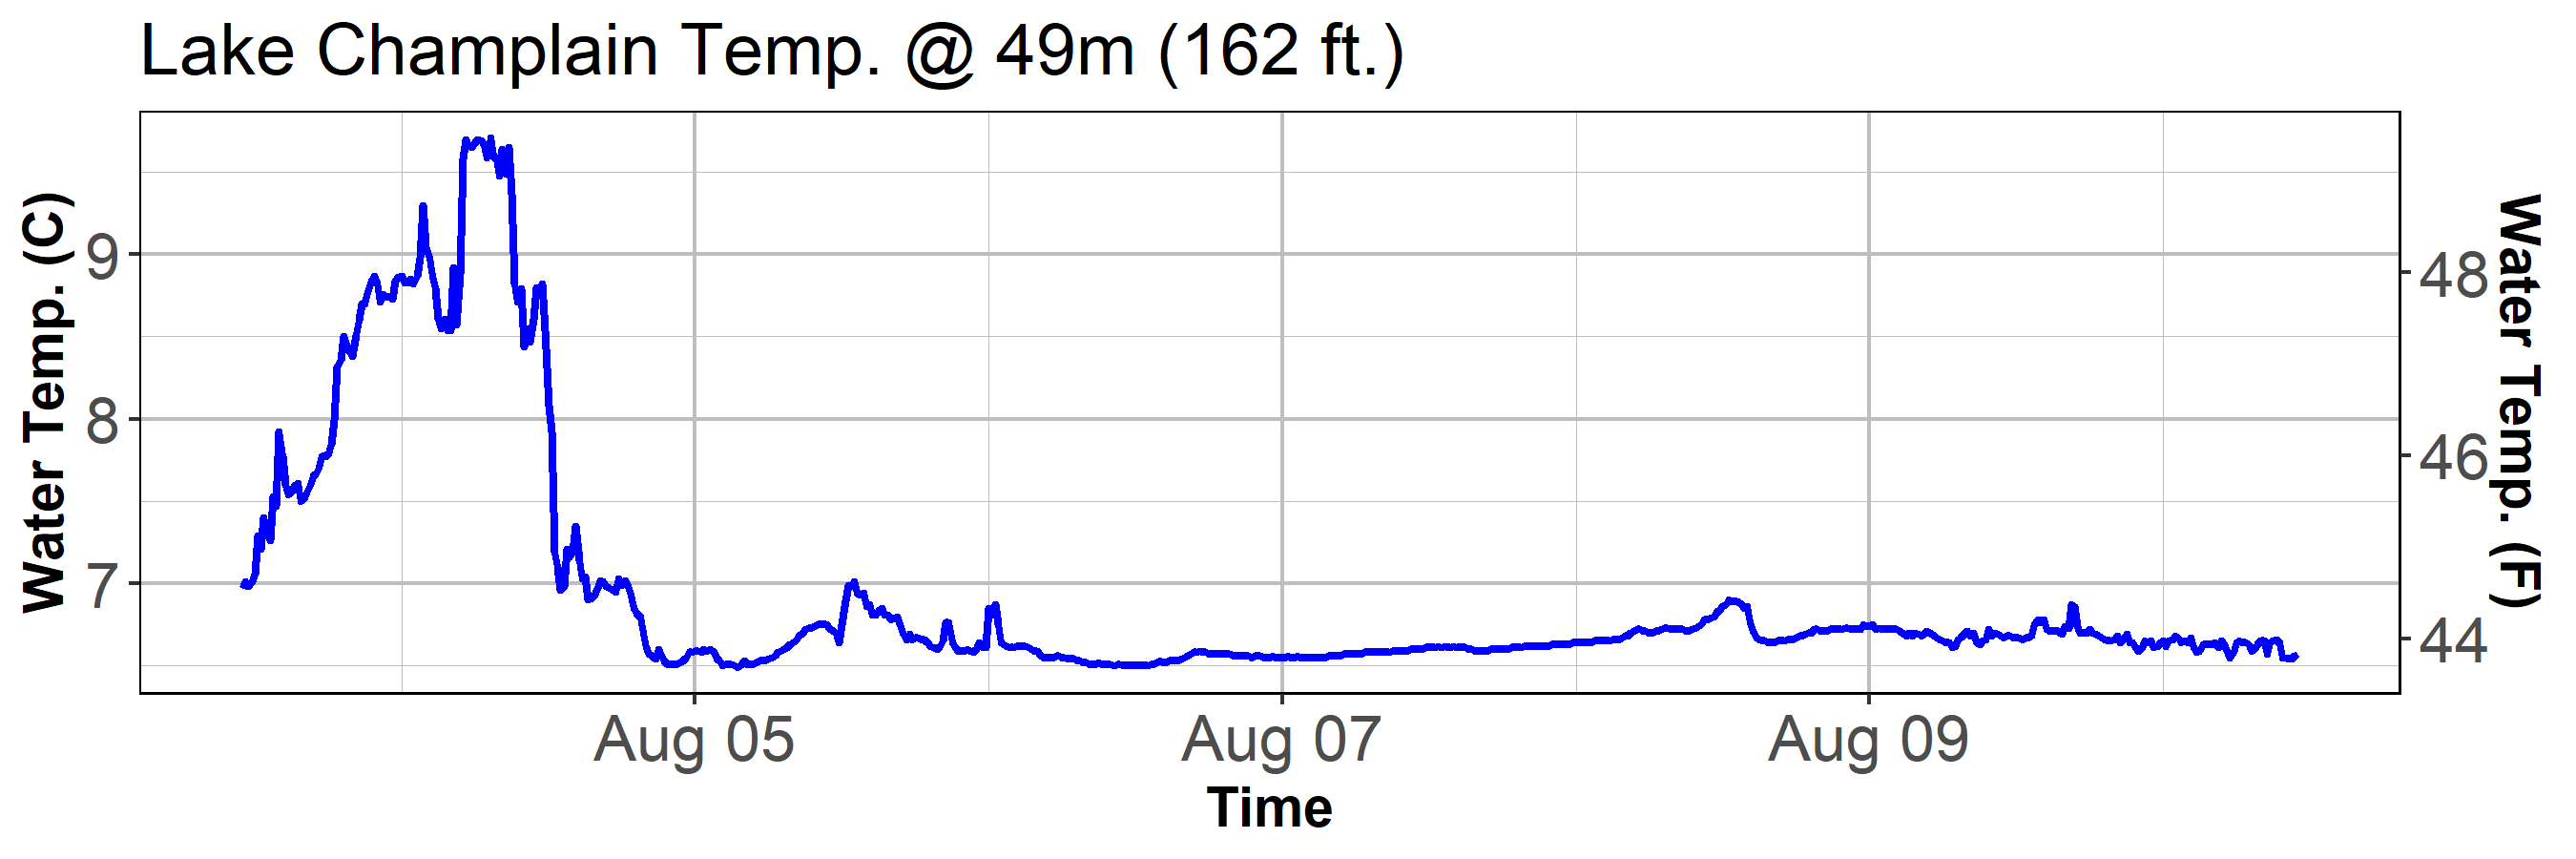 Lake Champlain Temp. @ 49m (162 ft.)
Water Temp. (C)
9
8
7
48
46
44
Water Temp. (F)
Aug 05
Aug 07
Aug 09
Time